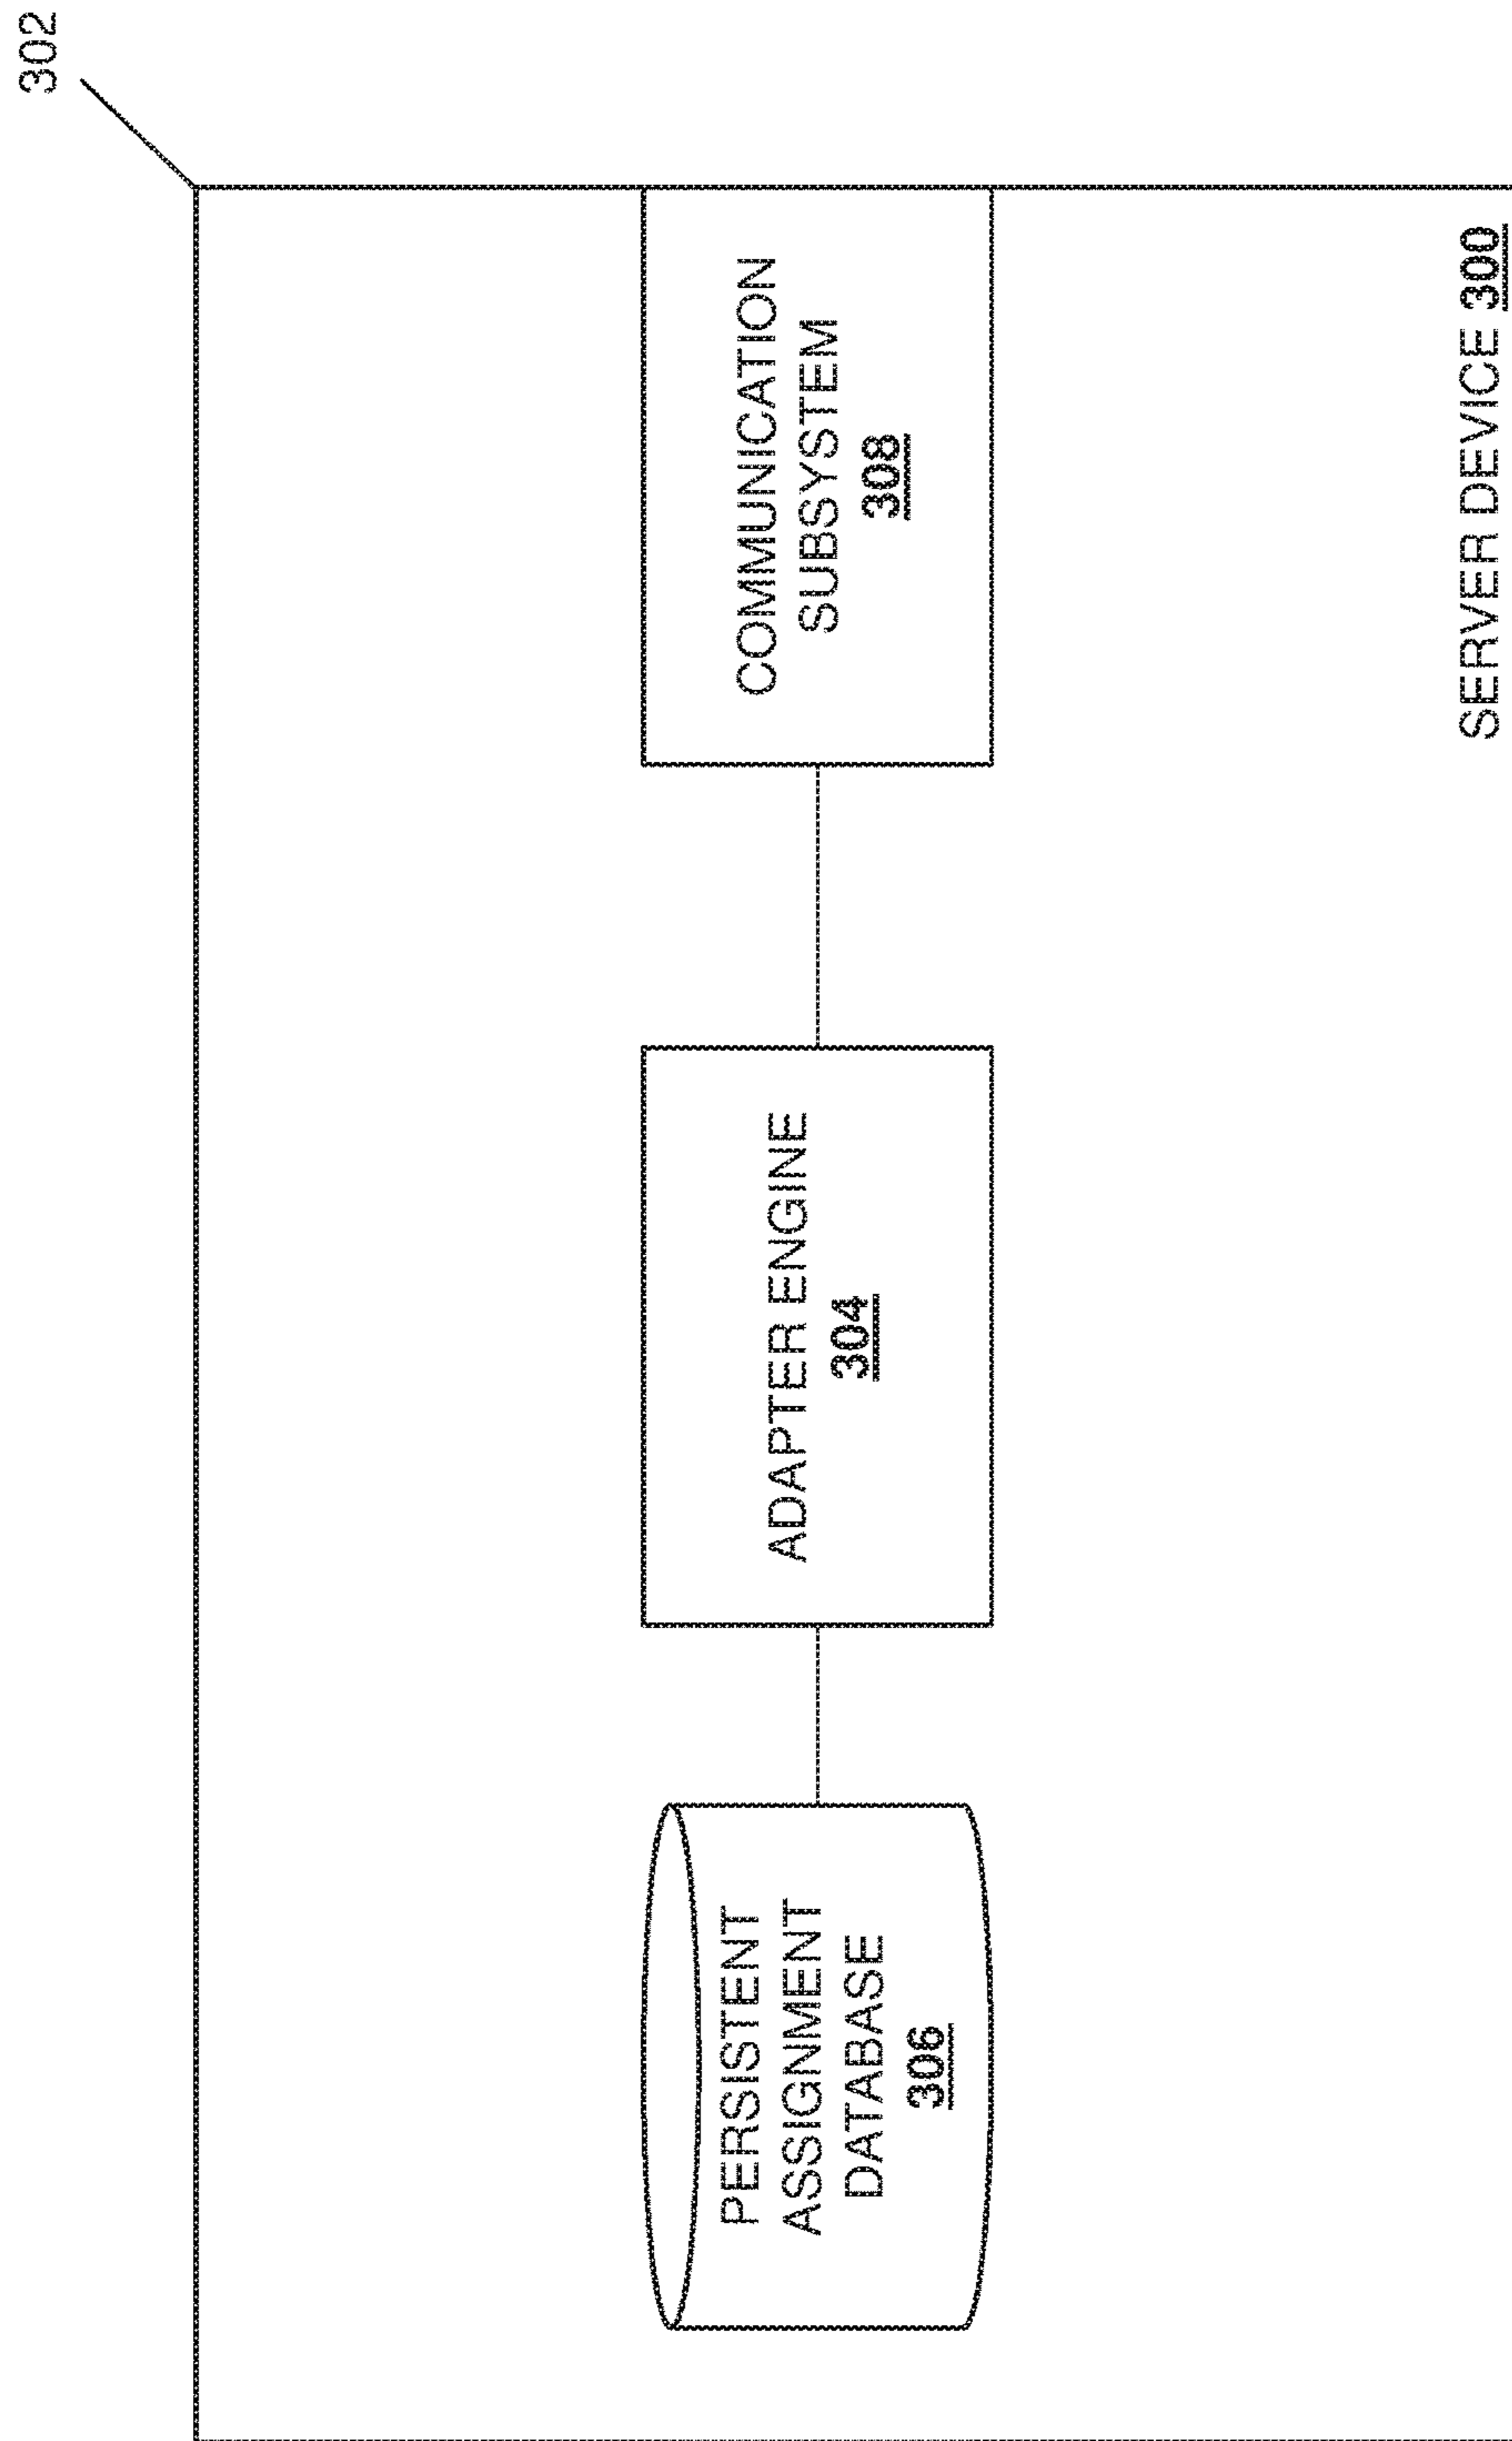 302
PERSISTENT
ASSIGNMENT
DATABASE
306
ADAPTER ENGINE
304
COMMUNICATION
SUBSYSTEM
308
SERVER DEVICE 300